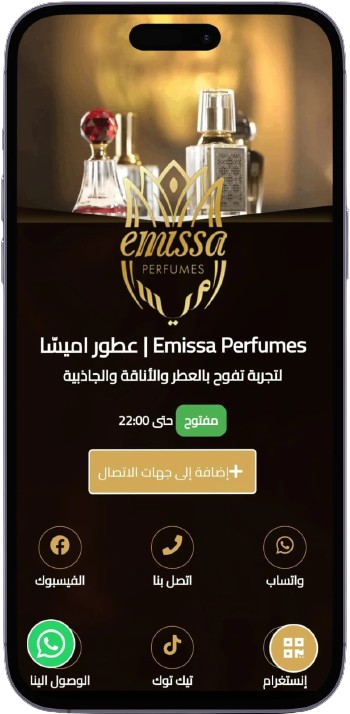 emissa
PERFUMES
اميسا
Emissa Perfumes | عطور اميسّا
لتجربة تفوح بالعطر والأناقة والجاذبية
مفتوح حتى 22:00
+إضافة إلى جهات الاتصال
واتساب
اتصل بنا
الفيسبوك
إنستغرام
تيك توك
الوصول الينا